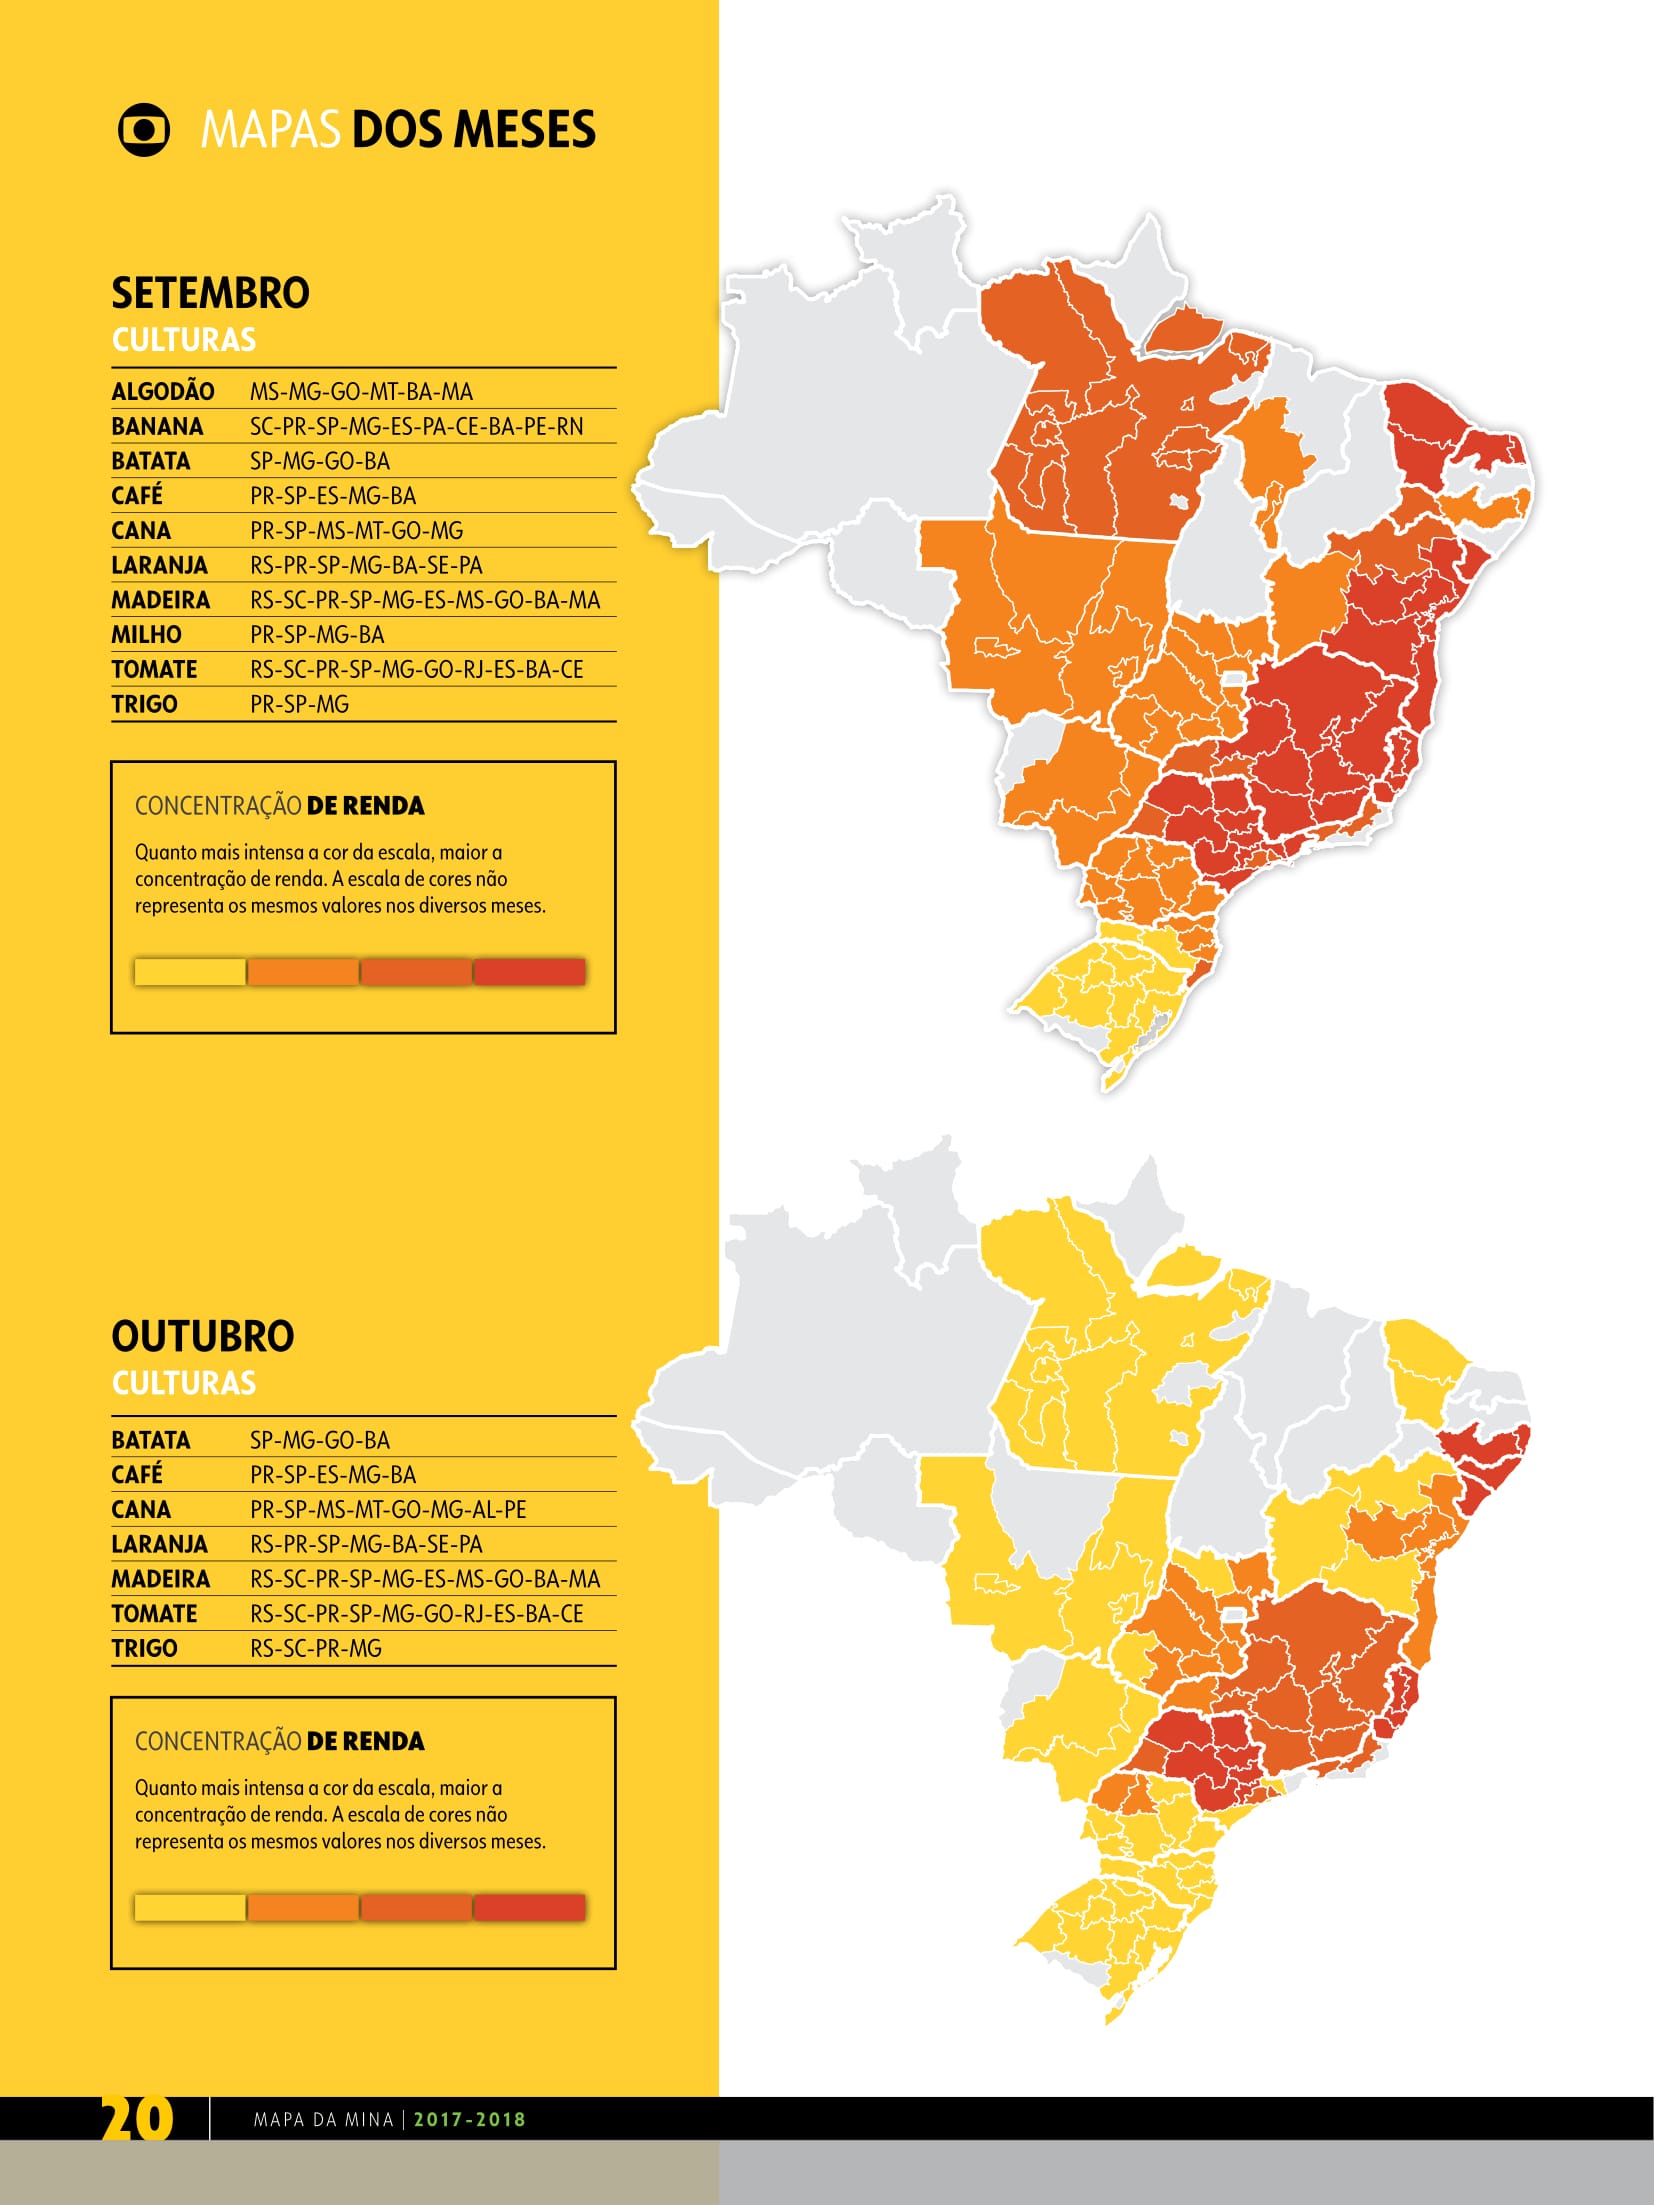 MAPAS DOS MESES
SETEMBRO
CULTURAS
ALGODÃO MS-MG-GO-MT-BA-MA
BANANA SC-PR-SP-MG-ES-PA-CE-BA-PE-RN
BATATA SP-MG-GO-BA
CAFÉ PR-SP-ES-MG-BA
CANA PR-SP-MS-MT-GO-MG
LARANJA RS-PR-SP-MG-BA-SE-PA
MADEIRA RS-SC-PR-SP-MG-ES-MS-GO-BA-MA
MILHO PR-SP-MG-BA
TOMATE RS-SC-PR-SP-MG-GO-RJ-ES-BA-CE
TRIGO PR-SP-MG
CONCENTRAÇÃO DE RENDA
Quanto mais intensa a cor da escala, maior a
concentração de renda. A escala de cores não
representa os mesmos valores nos diversos meses.
OUTUBRO
CULTURAS
BATATA SP-MG-GO-BA
CAFÉ PR-SP-ES-MG-BA
CANA PR-SP-MS-MT-GO-MG-AL-PE
LARANJA RS-PR-SP-MG-BA-SE-PA
MADEIRA RS-SC-PR-SP-MG-ES-MS-GO-BA-MA
TOMATE RS-SC-PR-SP-MG-GO-RJ-ES-BA-CE
TRIGO RS-SC-PR-MG
CONCENTRAÇÃO DE RENDA
Quanto mais intensa a cor da escala, maior a
concentração de renda. A escala de cores não
representa os mesmos valores nos diversos meses.
20 MAPA DA MINA | 2017-2018